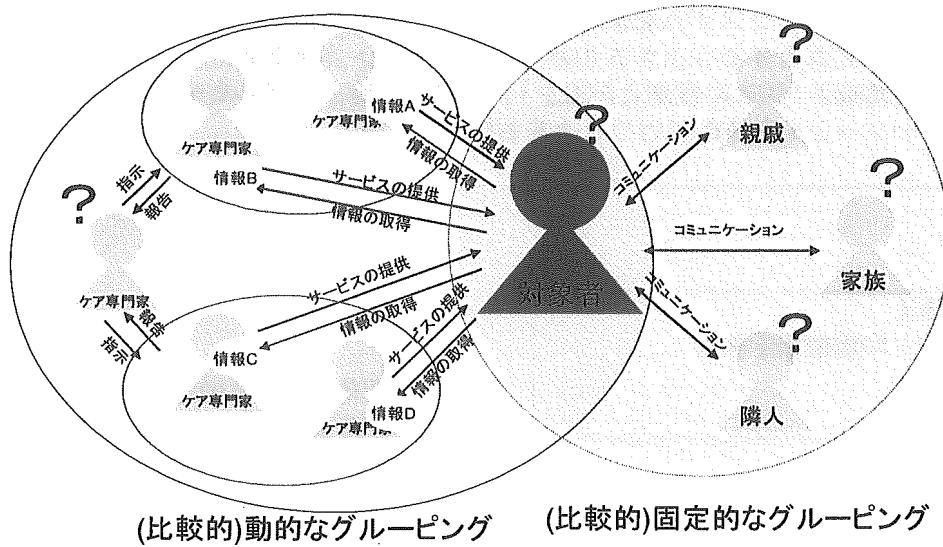 ?
?
情報A
ケア専門家
ケア専門家
サービスの提供
情報の取得
情報B
サービスの提供
情報の取得
コミュニケーション
親戚
?
指示
報告
?
ケア専門家
コミュニケーション
家族
サービスの提供
情報の取得
対象者
コミュニケーション
?
報告
指示
情報C
ケア専門家
サービスの提供
情報の取得
情報D
ケア専門家
隣人
(比較的)動的なグルーピング
(比較的)固定的なグルーピング